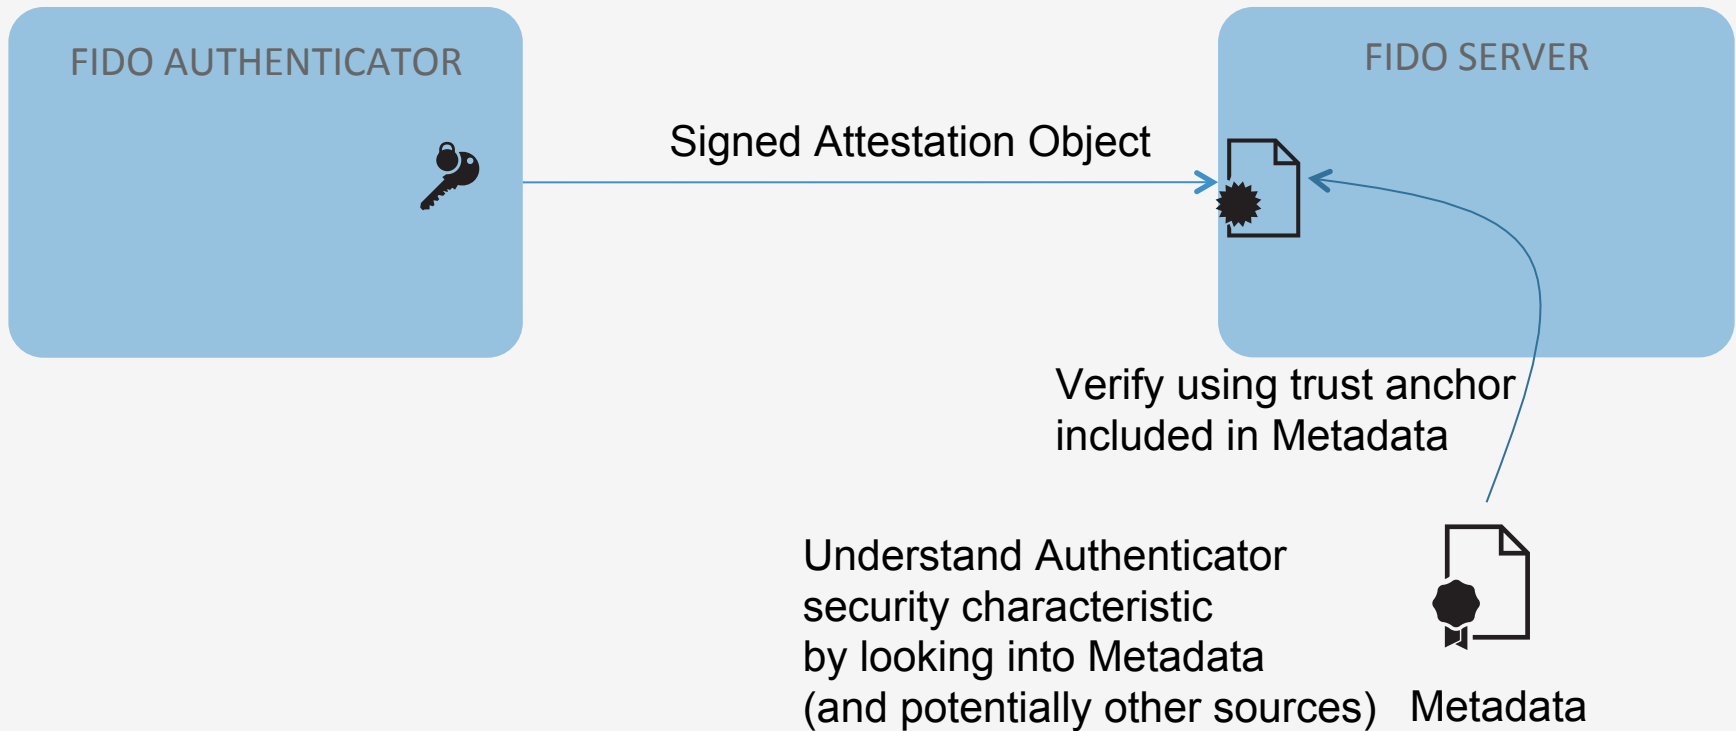 FIDO AUTHENTICATOR
FIDO SERVER
Signed Attestation Object
Verify using trust anchor
included in Metadata
Understand Authenticator
security characteristic
by looking into Metadata
(and potentially other sources)
Metadata